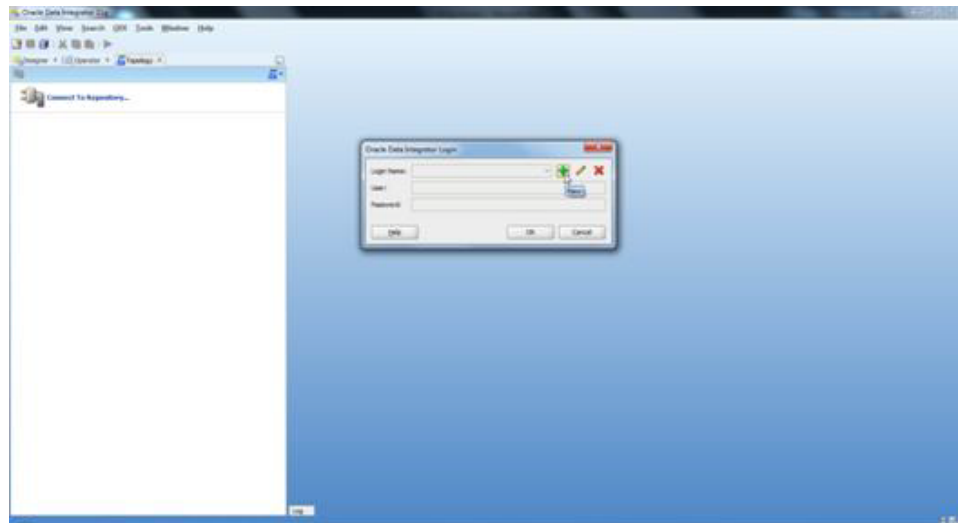 Oracle Data Integrator 11g
File Edit View Search ODI Tools Window Help
Designer Operator Topology
Connect To Repository...
Oracle Data Integrator Login
Login Name:
User:
Password:
New
Help OK Cancel
Log